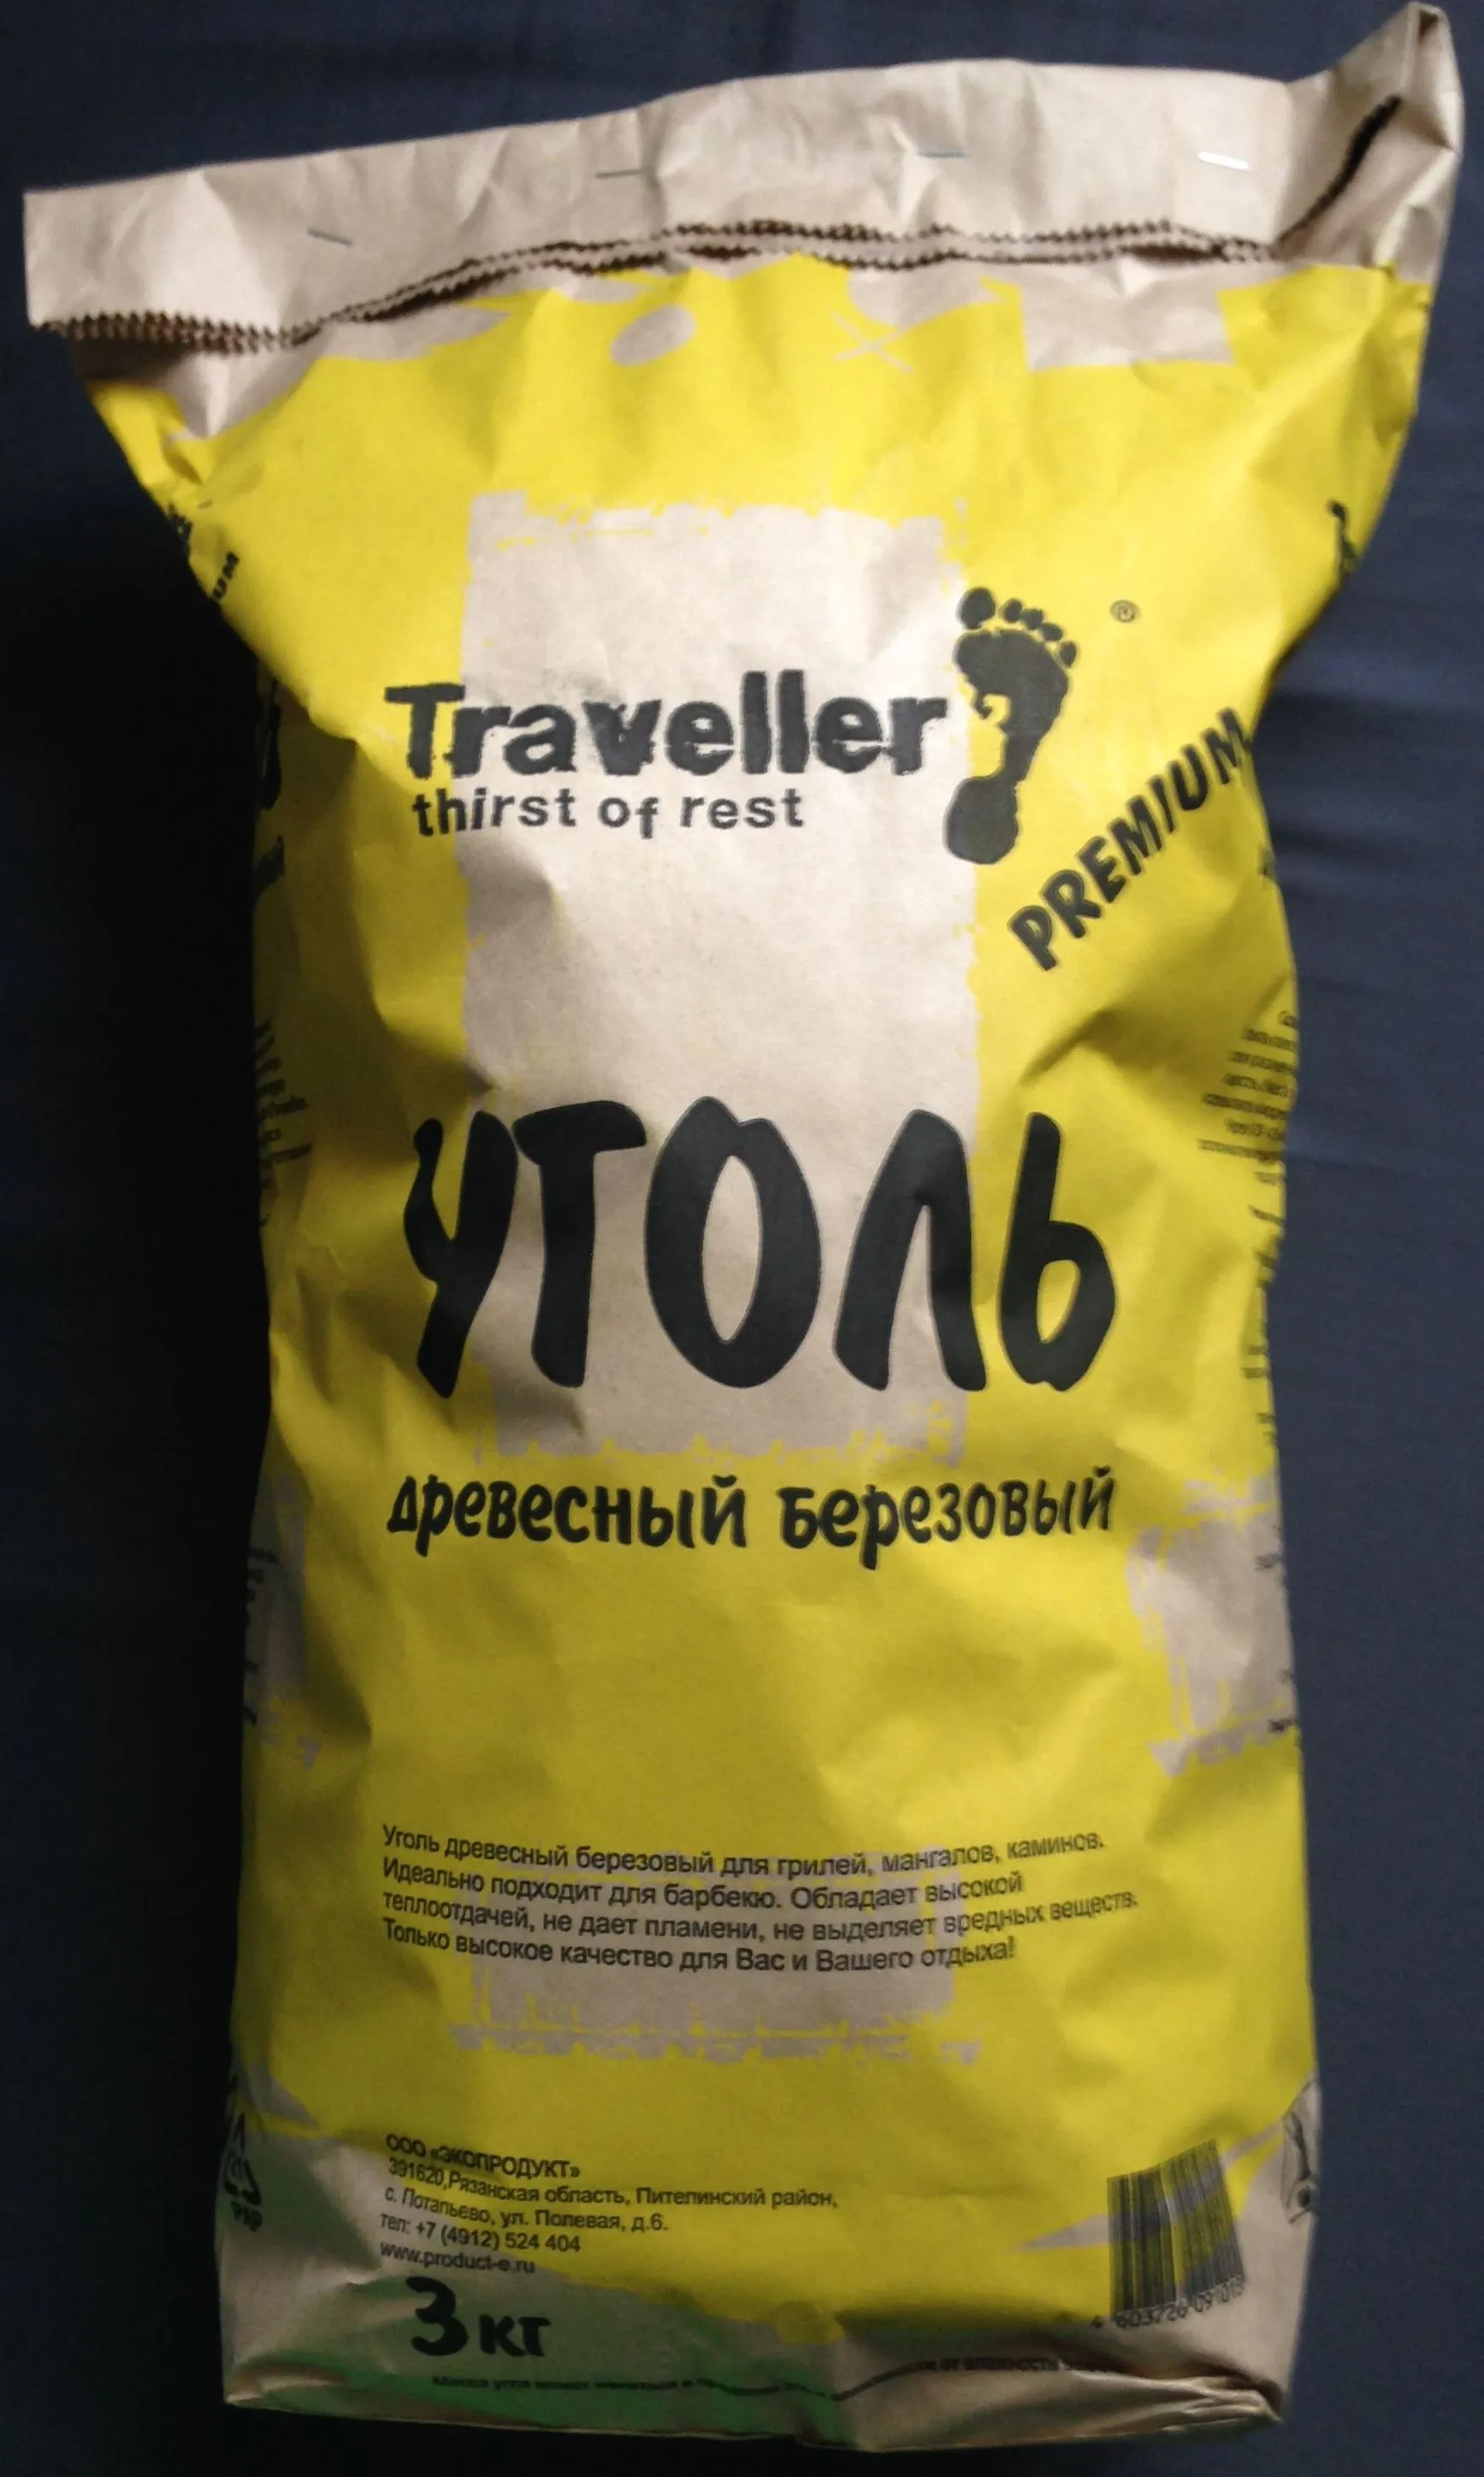 Traveller
®
thirst of rest
PREMIUM
УГОЛЬ
древесный березовый
Уголь древесный березовый для грилей, мангалов, каминов.
Идеально подходит для барбекю. Обладает высокой
теплоотдачей, не дает пламени, не выделяет вредных веществ.
Только высокое качество для Вас и Вашего отдыха!
ООО «ЭКОПРОДУКТ»
391620,Рязанская область, Пителинский район,
с. Потапьево, ул. Полевая, д.6.
тел: +7 (4912) 524 404
www.product-e.ru
3 кг